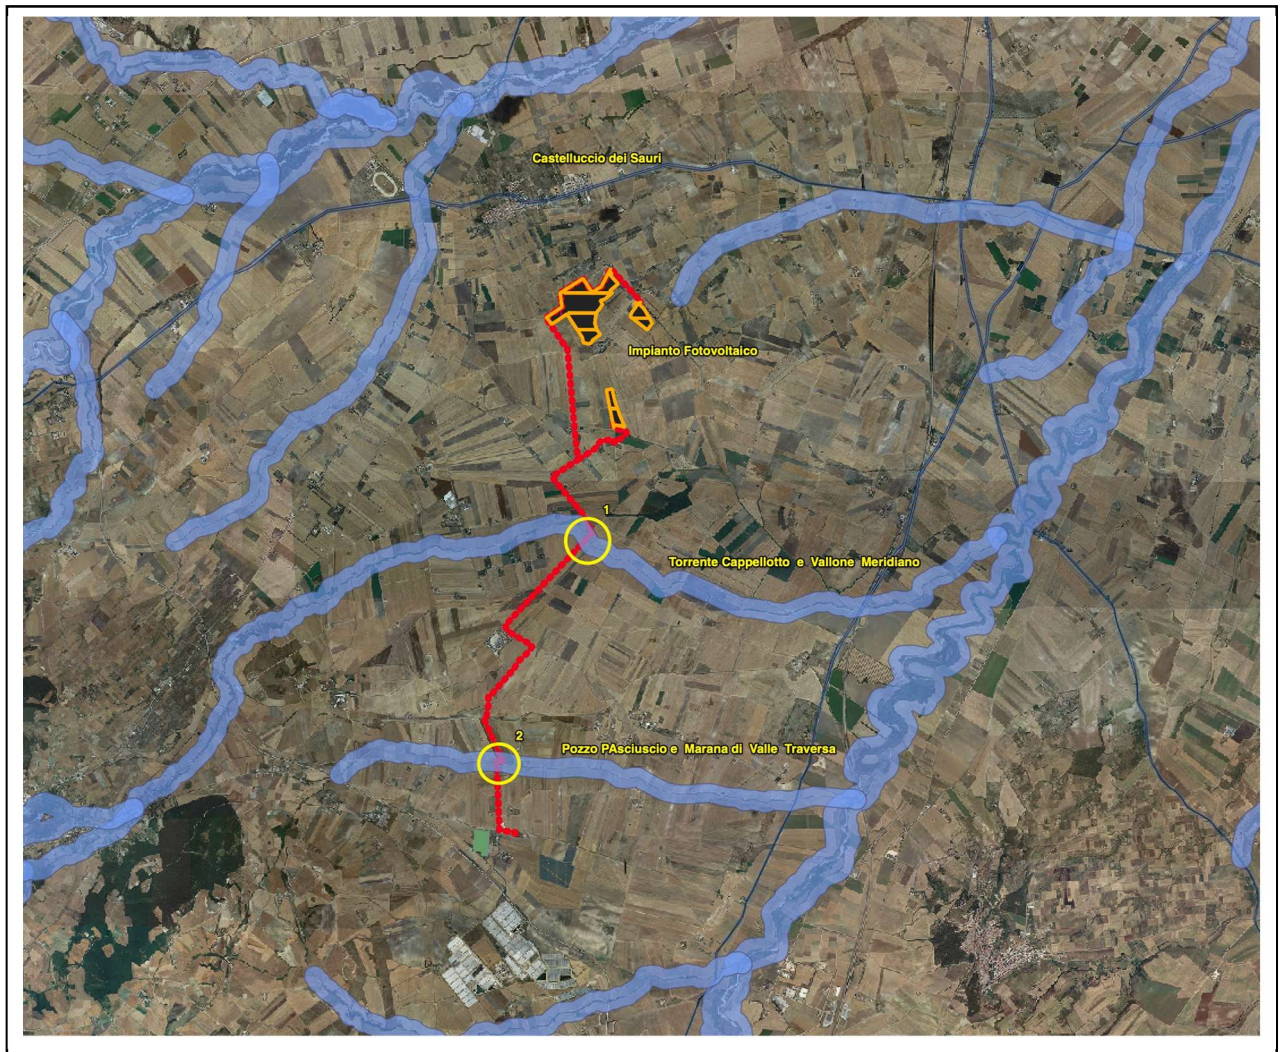 Castelluccio dei Sauri
Impianto Fotovoltaico
1
Torrente Cappellotto e Vallone Meridiano
2
Pozzo PAsciuscio e Marana di Valle Traversa